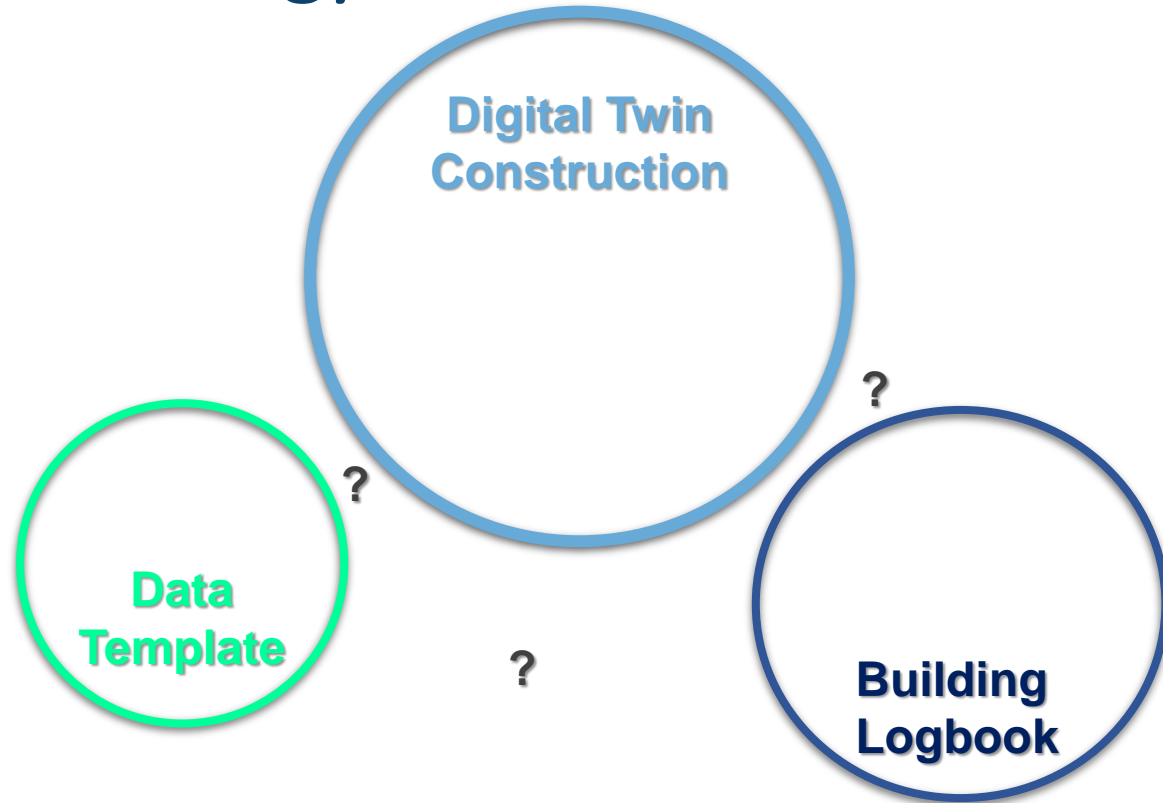 Digital Twin
Construction
?
?
Data
Template
?
Building
Logbook